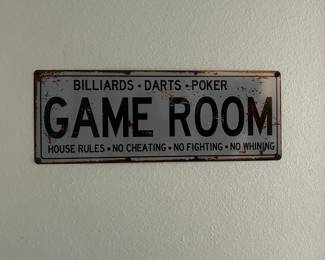 BILLIARDS • DARTS • POKER
GAME ROOM
HOUSE RULES • NO CHEATING • NO FIGHTING • NO WHINING